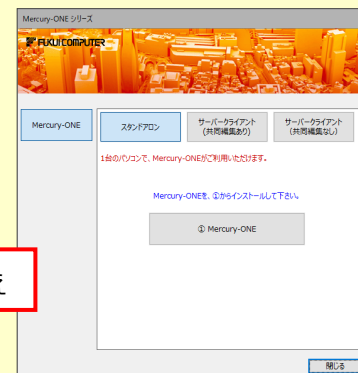 Mercury-ONE シリーズ
FUKUI COMPUTER
Mercury-ONE
スタンドアロン
サーバークライアント
(共同編集あり)
サーバークライアント
(共同編集なし)
1台のパソコンで、Mercury-ONEがご利用いただけます。
Mercury-ONEを、①からインストールして下さい。
① Mercury-ONE
閉じる